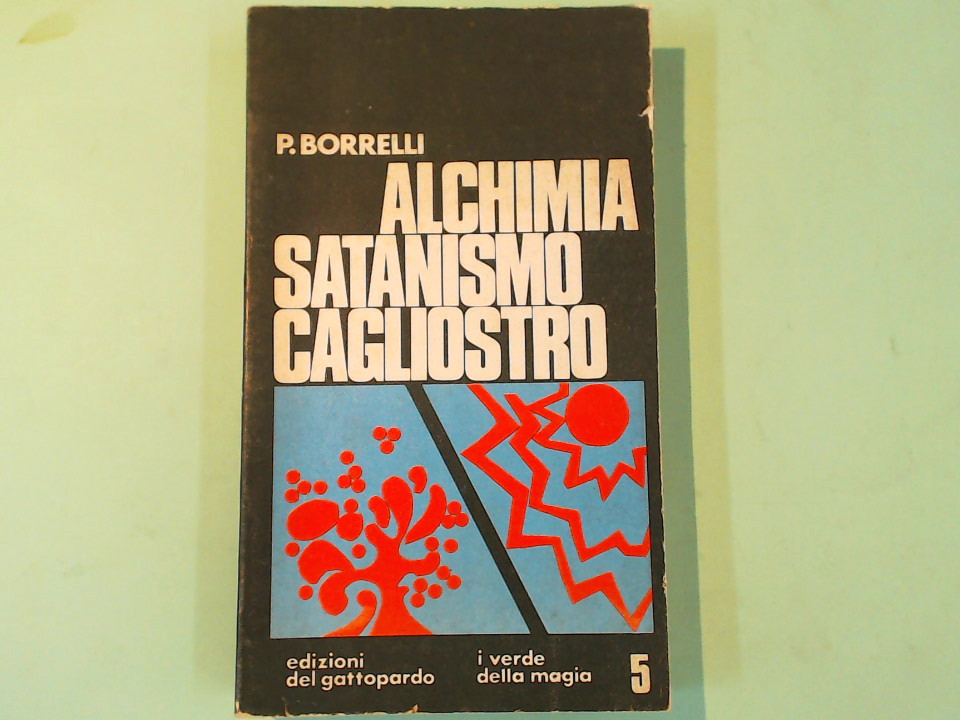 P. BORRELLI
ALCHIMIA
SATANISMO
CAGLIOSTRO
edizioni
del gattopardo
i verde
della magia
5